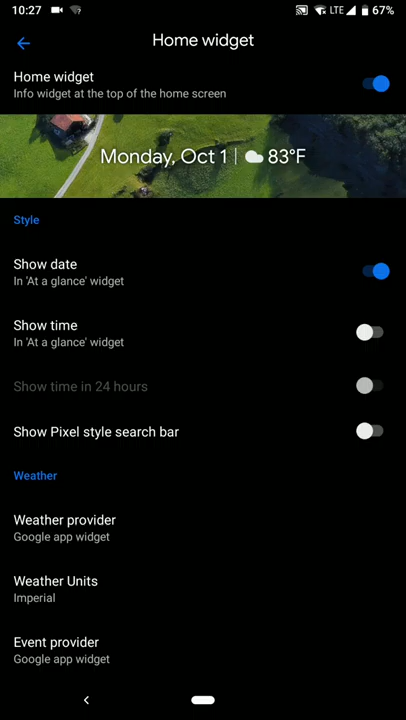 10:27
LTE
67%
Home widget
Home widget
Info widget at the top of the home screen
Monday, Oct 1 | 83°F
Style
Show date
In 'At a glance' widget
Show time
In 'At a glance' widget
Show time in 24 hours
Show Pixel style search bar
Weather
Weather provider
Google app widget
Weather Units
Imperial
Event provider
Google app widget